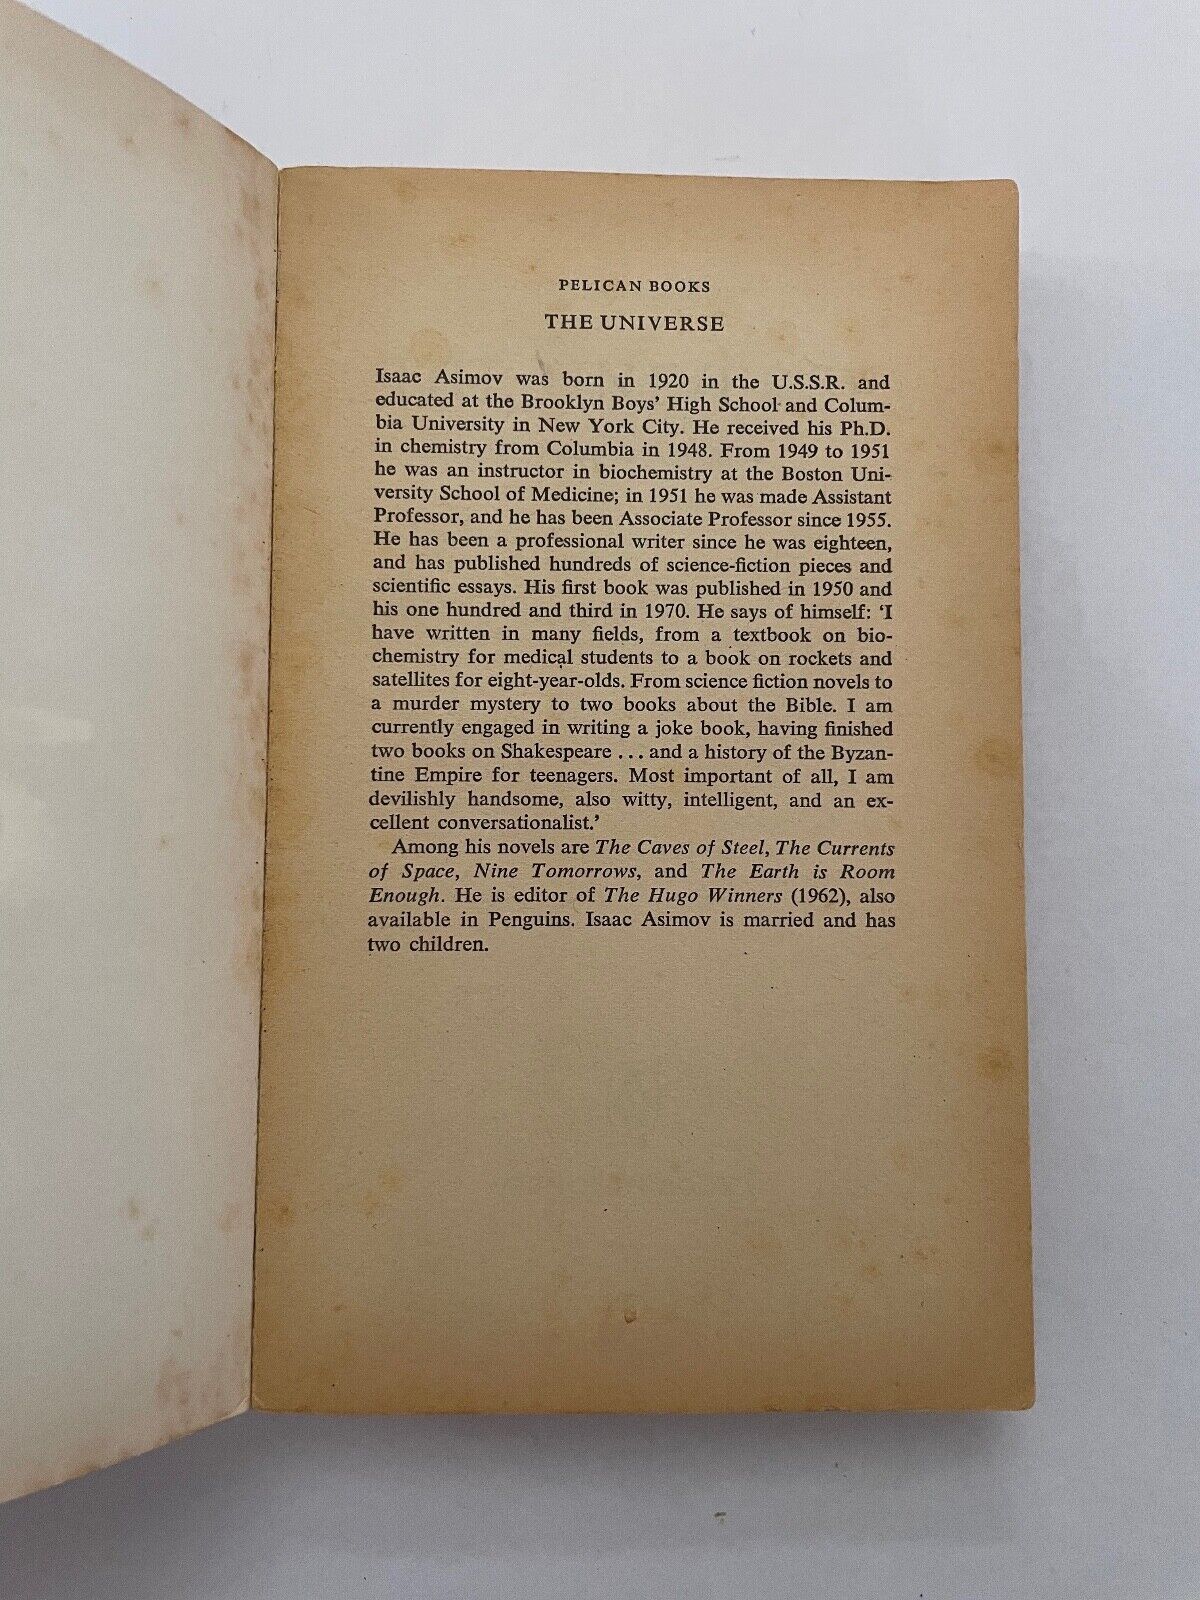 PELICAN BOOKS
THE UNIVERSE
Isaac Asimov was born in 1920 in the U.S.S.R. and
educated at the Brooklyn Boys' High School and Colum-
bia University in New York City. He received his Ph.D.
in chemistry from Columbia in 1948. From 1949 to 1951
he was an instructor in biochemistry at the Boston Uni-
versity School of Medicine; in 1951 he was made Assistant
Professor, and he has been Associate Professor since 1955.
He has been a professional writer since he was eighteen,
and has published hundreds of science-fiction pieces and
scientific essays. His first book was published in 1950 and
his one hundred and third in 1970. He says of himself: 'I
have written in many fields, from a textbook on bio-
chemistry for medical students to a book on rockets and
satellites for eight-year-olds. From science fiction novels to
a murder mystery to two books about the Bible. I am
currently engaged in writing a joke book, having finished
two books on Shakespeare ... and a history of the Byzan-
tine Empire for teenagers. Most important of all, I am
devilishly handsome, also witty, intelligent, and an ex-
cellent conversationalist.'
Among his novels are The Caves of Steel, The Currents
of Space, Nine Tomorrows, and The Earth is Room
Enough. He is editor of The Hugo Winners (1962), also
available in Penguins. Isaac Asimov is married and has
two children.